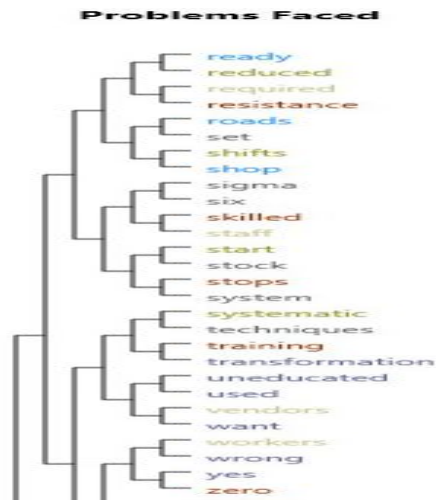 Problems Faced
ready
reduced
required
resistance
roads
set
shifts
shop
sigma
six
skilled
staff
start
stock
stops
system
systematic
techniques
training
transformation
uneducated
used
vendors
want
workers
wrong
yes
zero